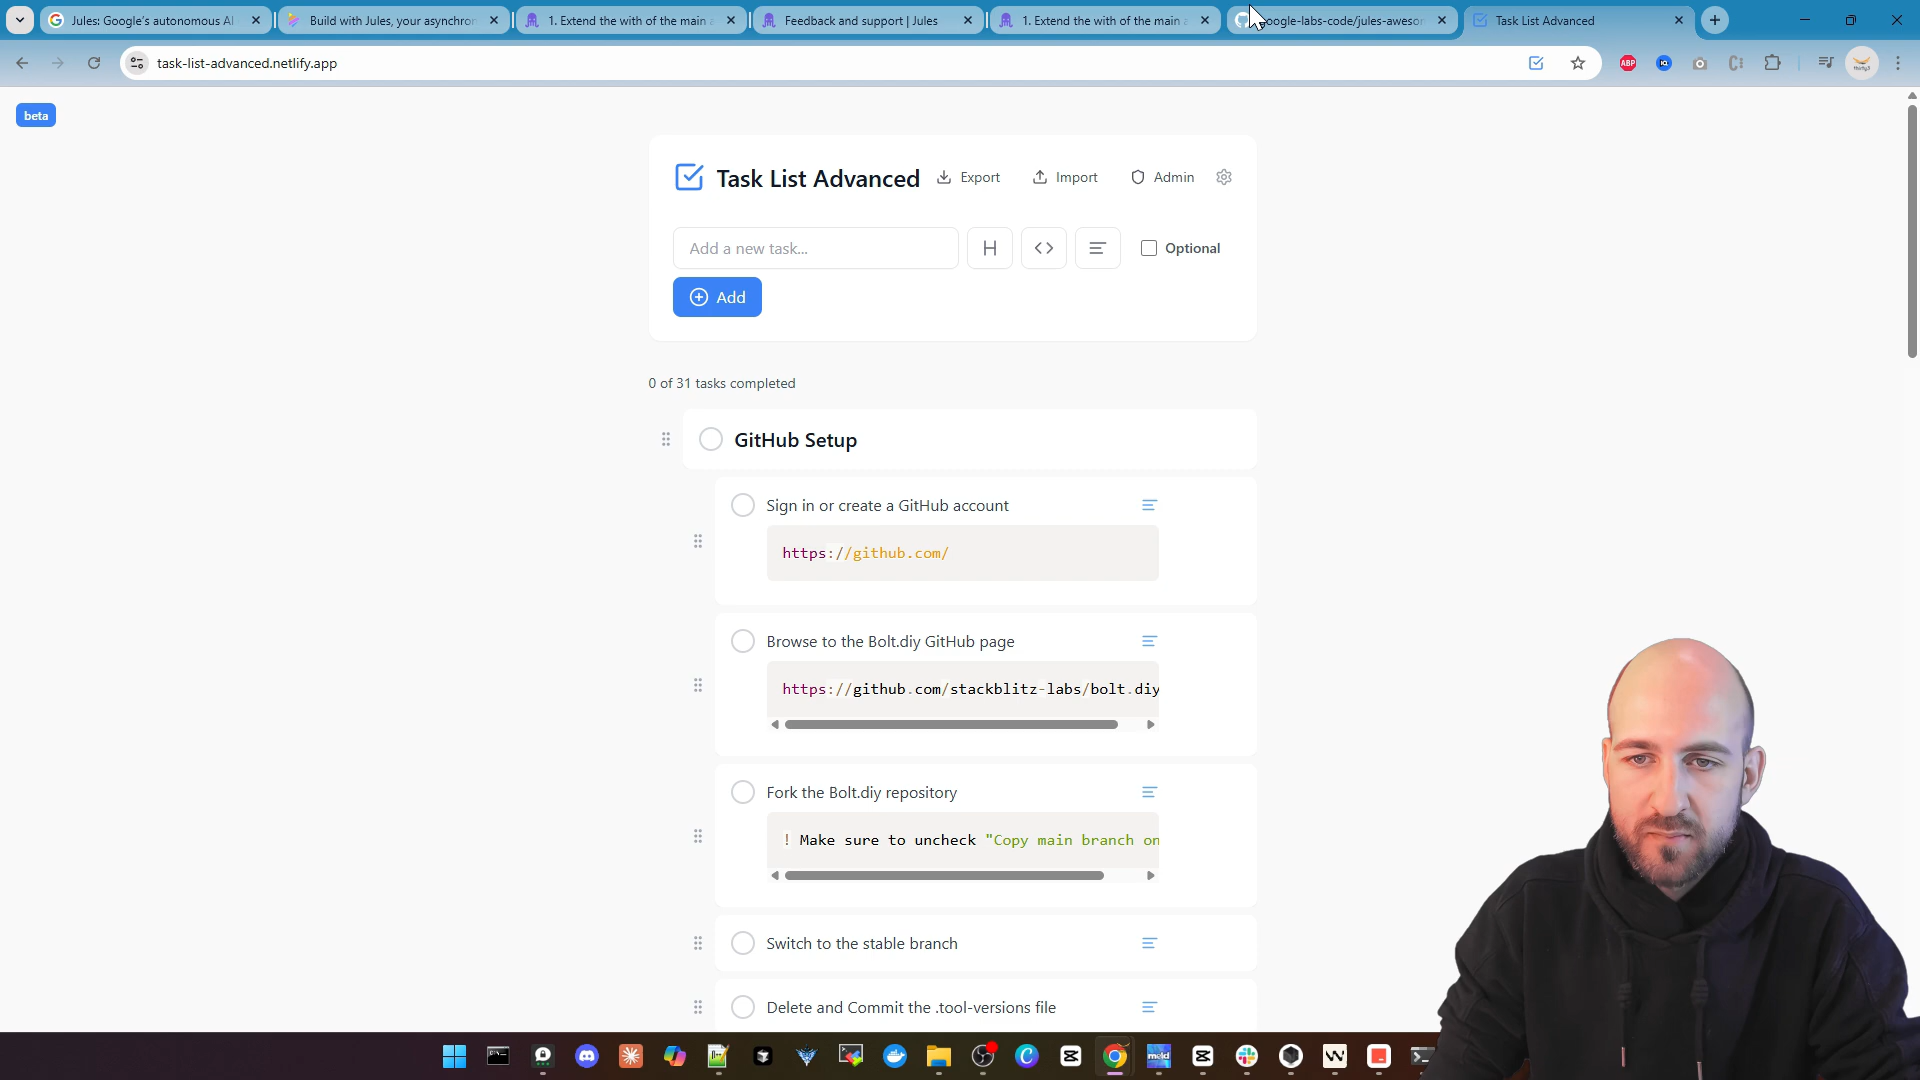 Jules: Google's autonomous AI
Build with Jules, your asynchron
1. Extend the with of the main a
Feedback and support | Jules
1. Extend the with of the main a
google-labs-code/jules-awesom
Task List Advanced
task-list-advanced.netlify.app
ABP
beta
Task List Advanced
Export
Import
Admin
Add a new task...
H
<>
Optional
Add
0 of 31 tasks completed
GitHub Setup
Sign in or create a GitHub account
https://github.com/
Browse to the Bolt.diy GitHub page
https://github.com/stackblitz-labs/bolt.diy
Fork the Bolt.diy repository
! Make sure to uncheck "Copy main branch on
Switch to the stable branch
Delete and Commit the .tool-versions file